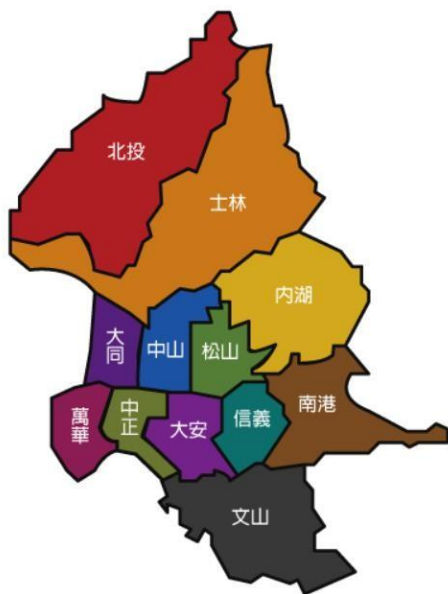 北投
士林
內湖
大同
中山
松山
南港
萬華
中正
大安
信義
文山